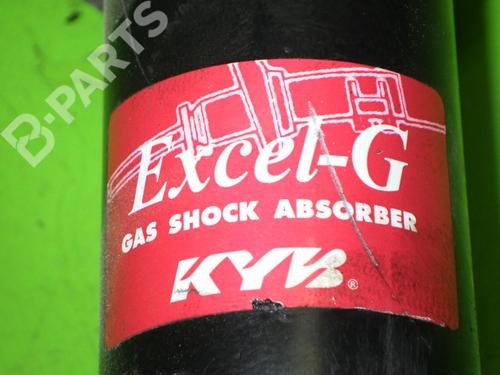 B-PARTS
Excel-G
GAS SHOCK ABSORBER
KYB®